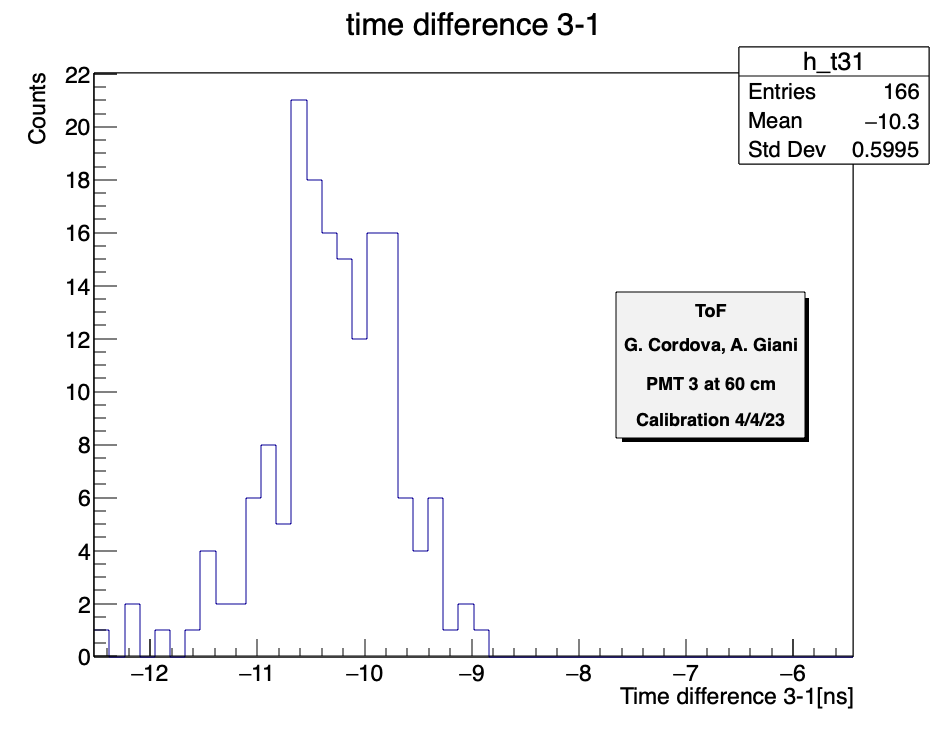 time difference 3-1
h_t31
Entries 166
Mean −10.3
Std Dev 0.5995
Counts
22
20
18
16
14
12
10
8
6
4
2
0
ToF
G. Cordova, A. Giani
PMT 3 at 60 cm
Calibration 4/4/23
−12 −11 −10 −9 −8 −7 −6
Time difference 3-1[ns]